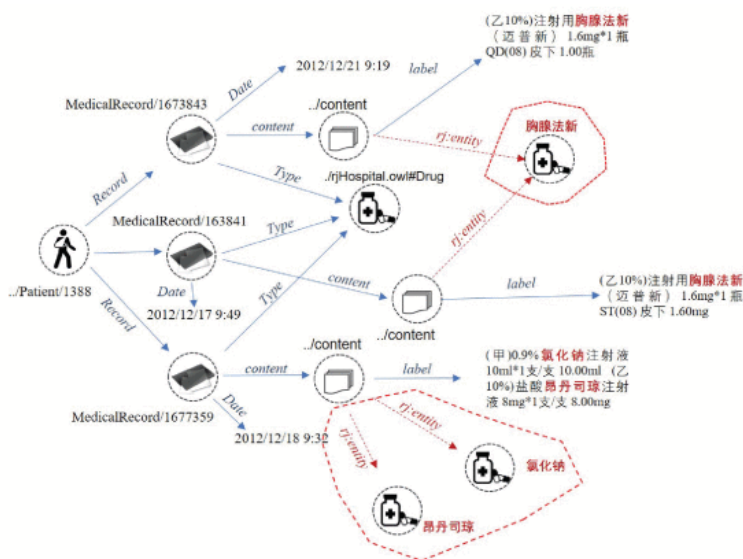 (乙10%)注射用胸腺法新
（迈普新） 1.6mg*1 瓶
QD(08) 皮下 1.00瓶
label
2012/12/21 9:19
Date
MedicalRecord/1673843
../content
content
rj:entity
胸腺法新
Type
./rjHospital.owl#Drug
Record
MedicalRecord/163841
Type
rj:entity
content
label
(乙10%)注射用胸腺法新
（迈普新） 1.6mg*1 瓶
ST(08) 皮下 1.60mg
../Patient/1388
Date
Type
2012/12/17 9:49
../content
Record
../content
content
label
(甲)0.9%氯化钠注射液
10ml*1支/支 10.00ml (乙
10%)盐酸昂丹司琼注射
液 8mg*1支/支 8.00mg
MedicalRecord/1677359
Date
2012/12/18 9:32
rj:entity
rj:entity
氯化钠
昂丹司琼